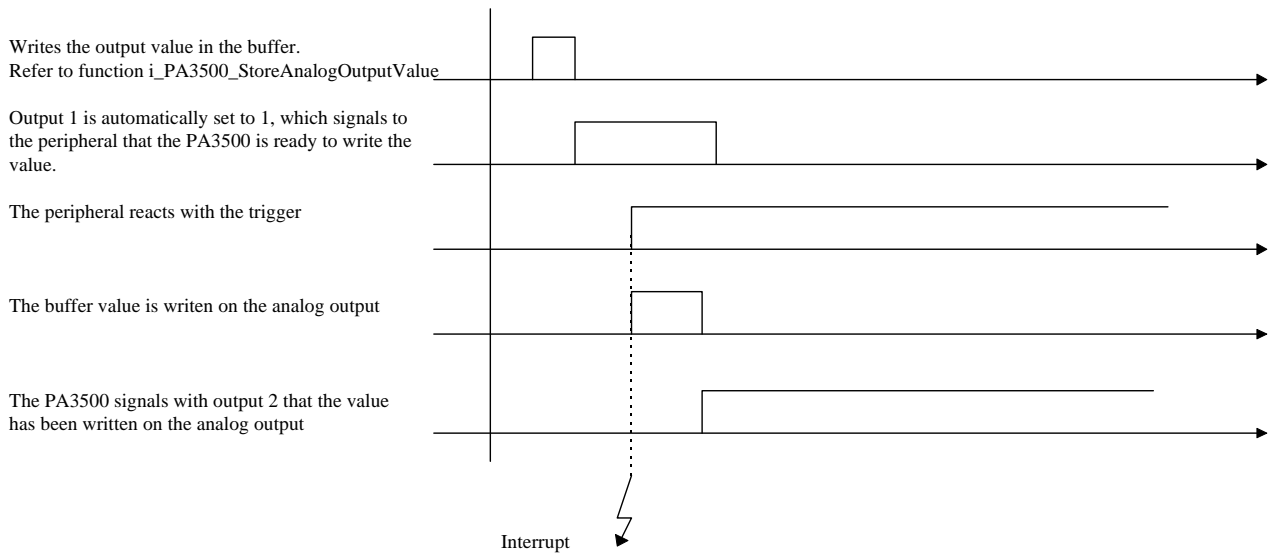 Writes the output value in the buffer.
Refer to function i_PA3500_StoreAnalogOutputValue
Output 1 is automatically set to 1, which signals to
the peripheral that the PA3500 is ready to write the
value.
The peripheral reacts with the trigger
The buffer value is writen on the analog output
The PA3500 signals with output 2 that the value
has been written on the analog output
Interrupt